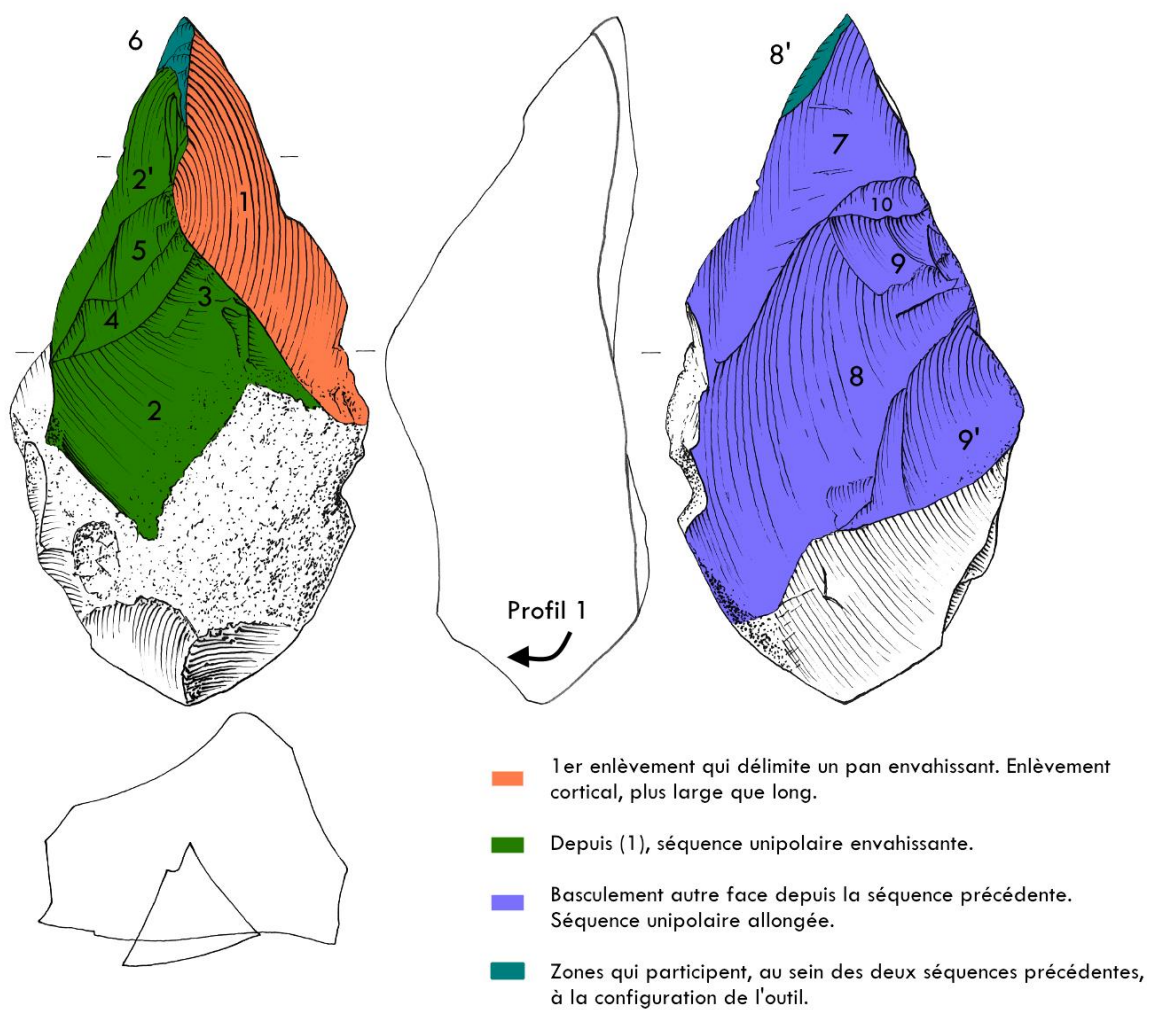 6
2'
1
5
3
4
2
Profil 1
8'
7
10
9
8
9'
1er enlèvement qui délimite un pan envahissant. Enlèvement
cortical, plus large que long.
Depuis (1), séquence unipolaire envahissante.
Basculement autre face depuis la séquence précédente.
Séquence unipolaire allongée.
Zones qui participent, au sein des deux séquences précédentes,
à la configuration de l'outil.